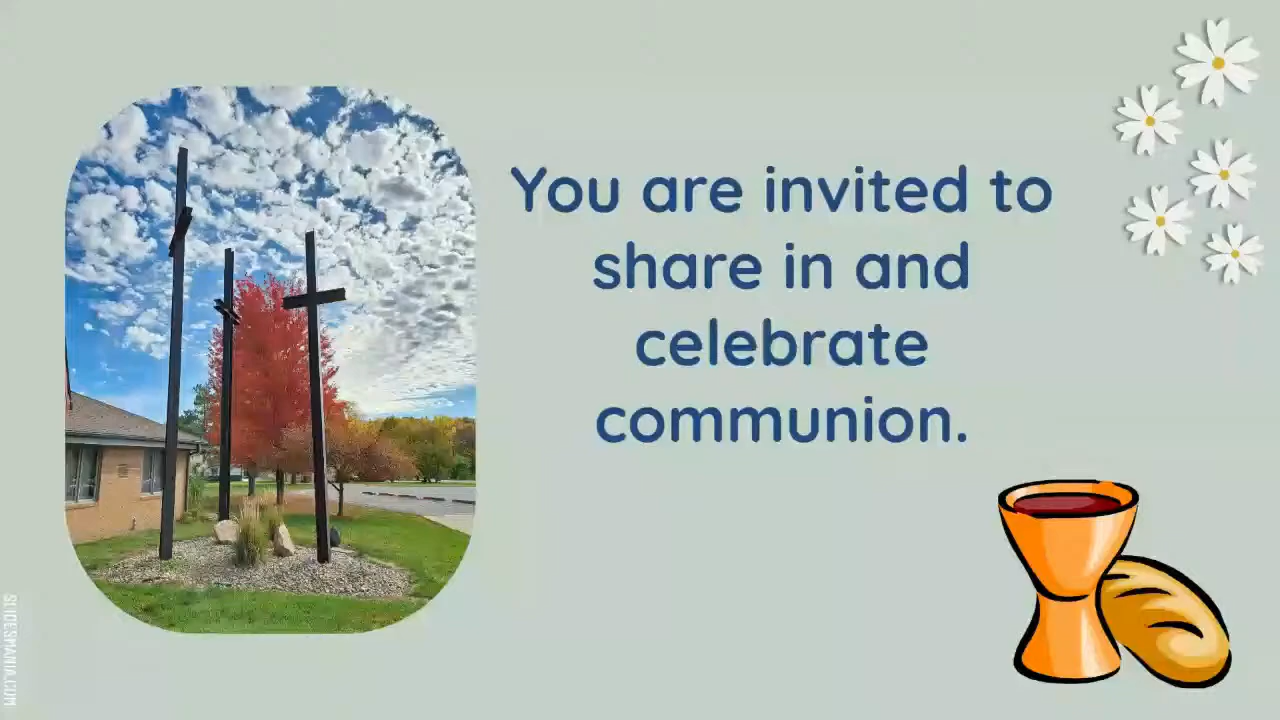 You are invited to
share in and
celebrate
communion.
SLIDESMANIA.COM